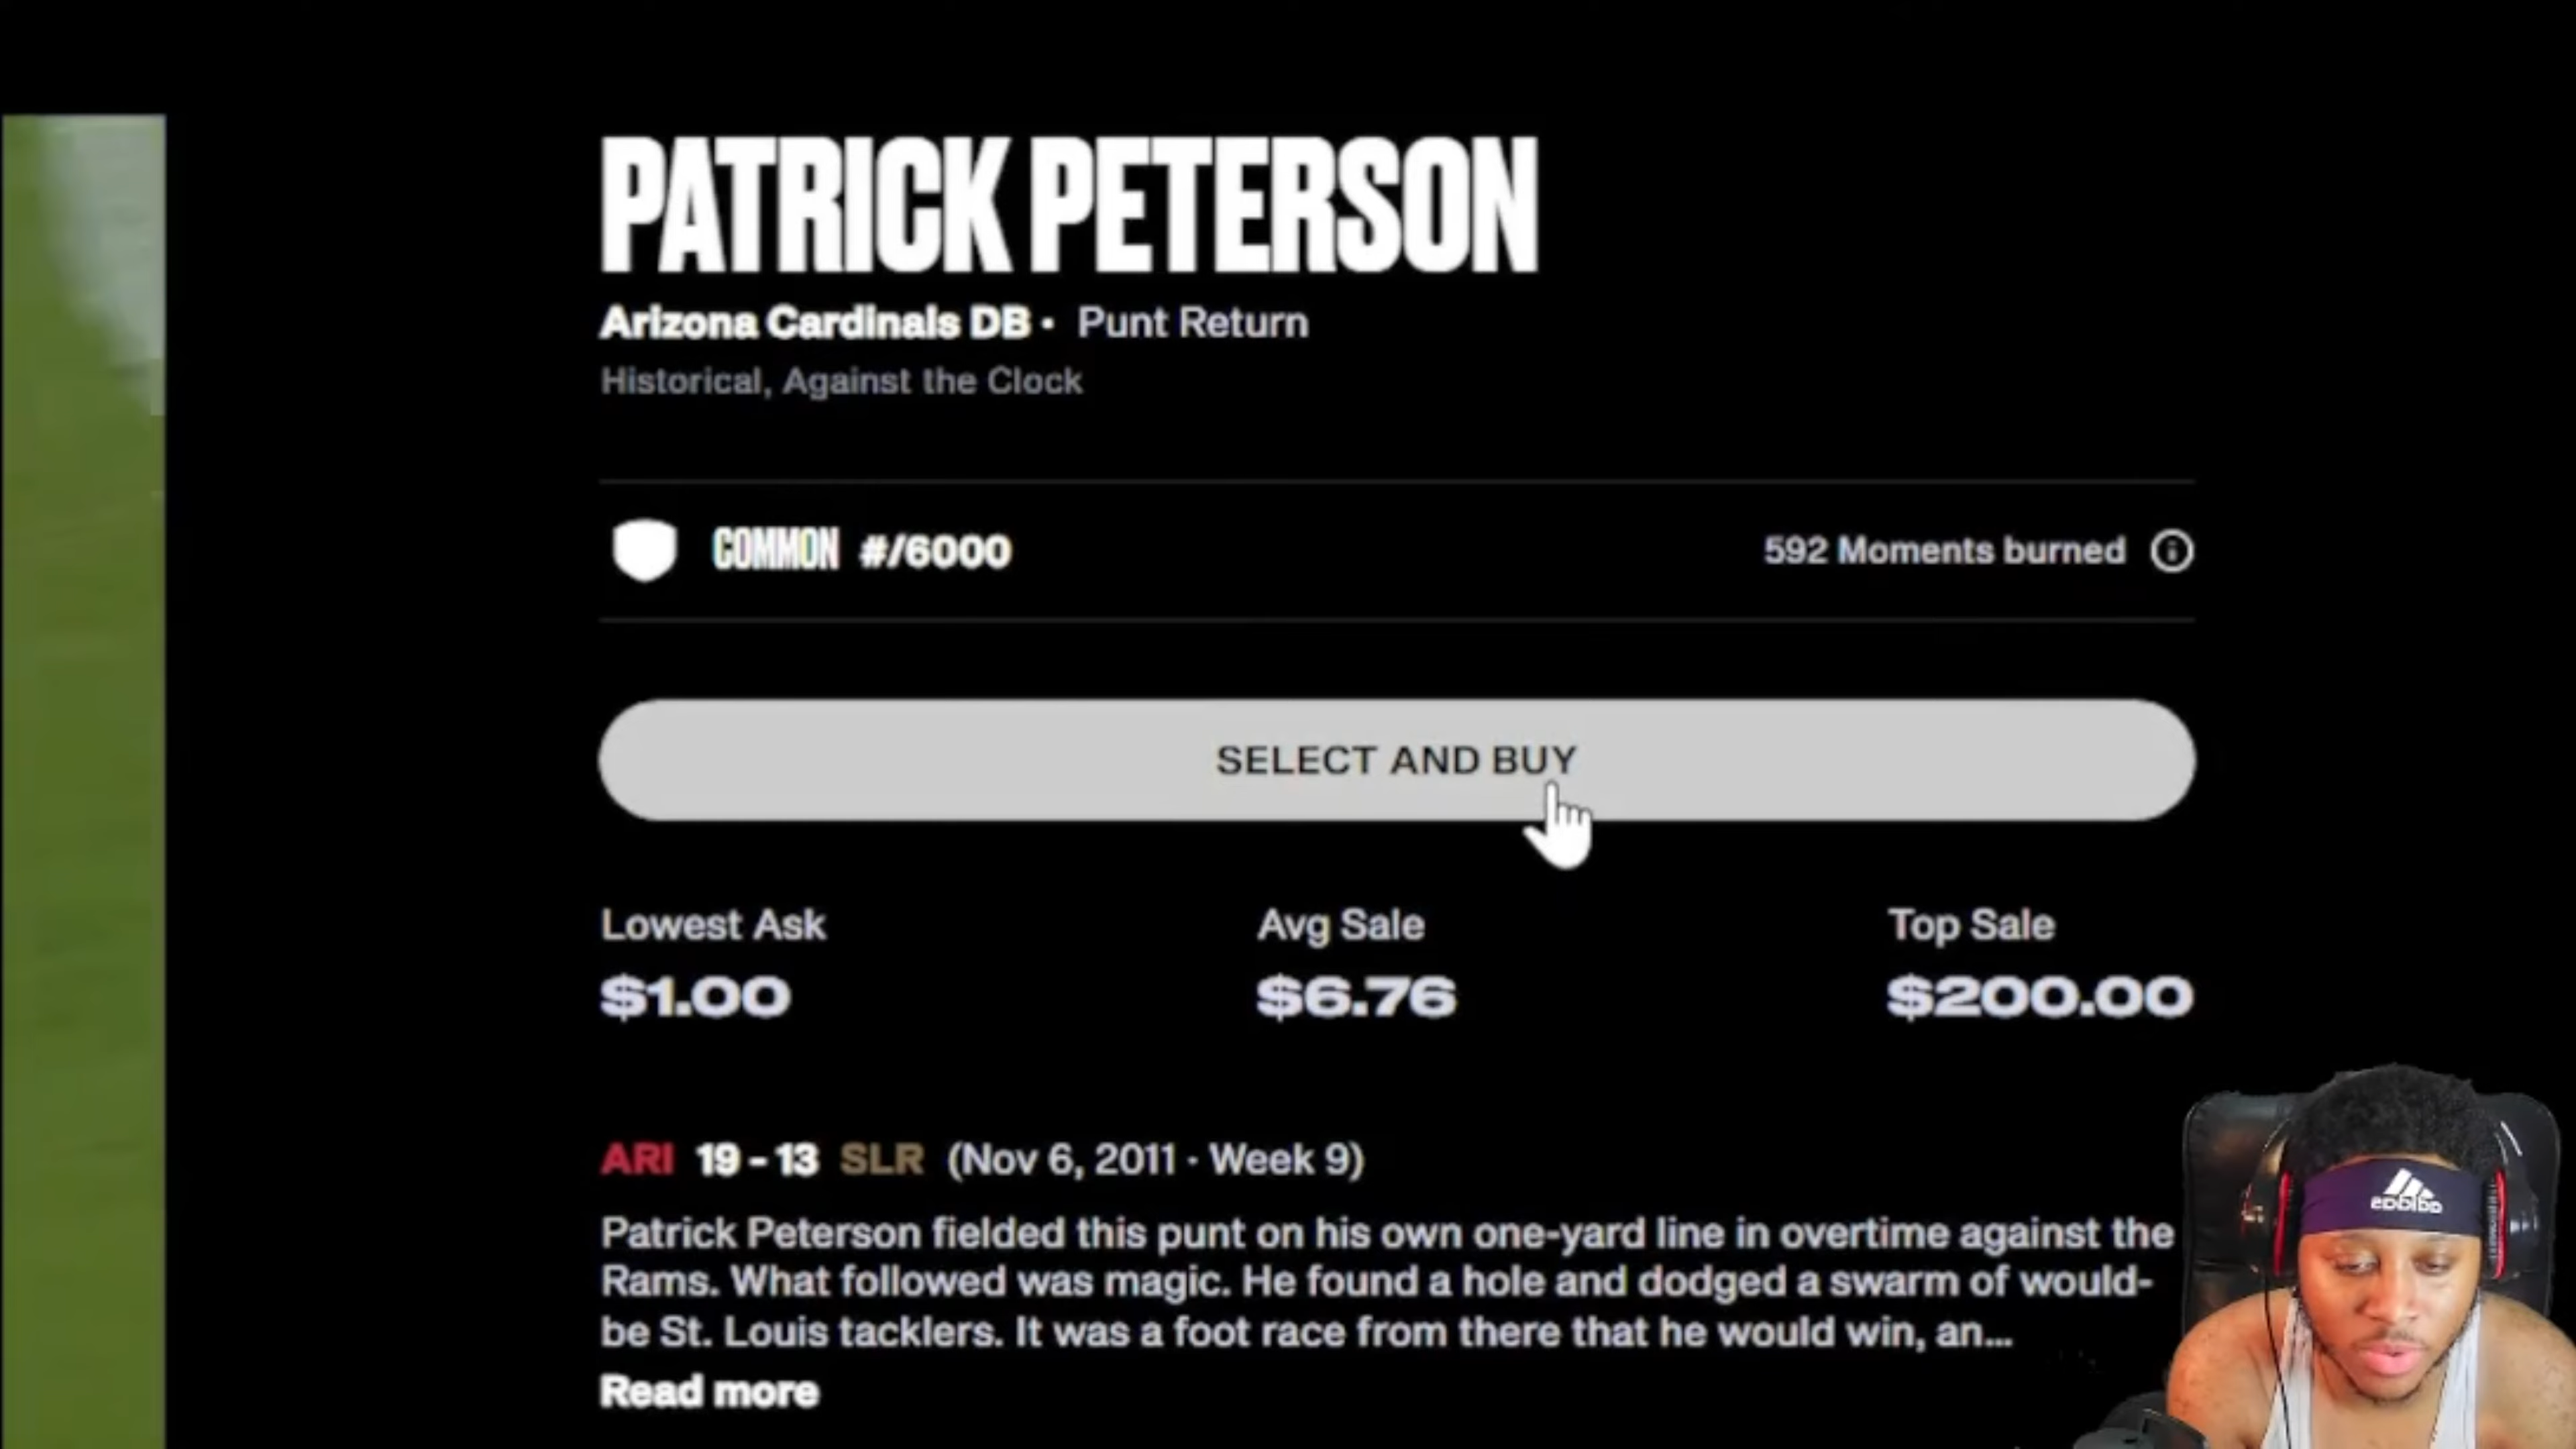 PATRICK PETERSON
Arizona Cardinals DB • Punt Return
Historical, Against the Clock
COMMON #/6000
592 Moments burned
SELECT AND BUY
Lowest Ask
Avg Sale
Top Sale
$1.00
$6.76
$200.00
ARI 19 - 13 SLR (Nov 6, 2011 · Week 9)
Patrick Peterson fielded this punt on his own one-yard line in overtime against the
Rams. What followed was magic. He found a hole and dodged a swarm of would-
be St. Louis tacklers. It was a foot race from there that he would win, an...
Read more
adidas